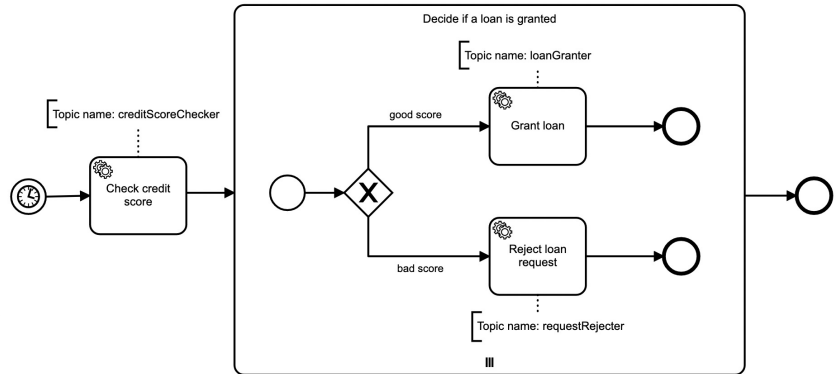 Decide if a loan is granted
Topic name: loanGranter
Topic name: creditScoreChecker
good score
Grant loan
Check credit
score
Reject loan
request
bad score
Topic name: requestRejecter